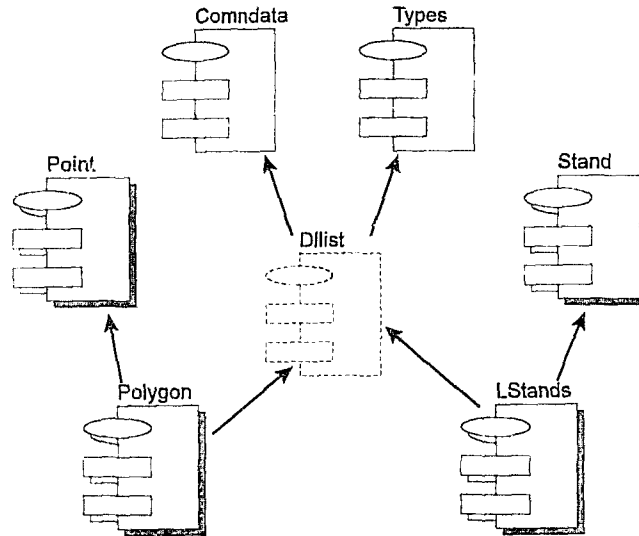 Comndata
Types
Point
Stand
Dllist
Polygon
LStands